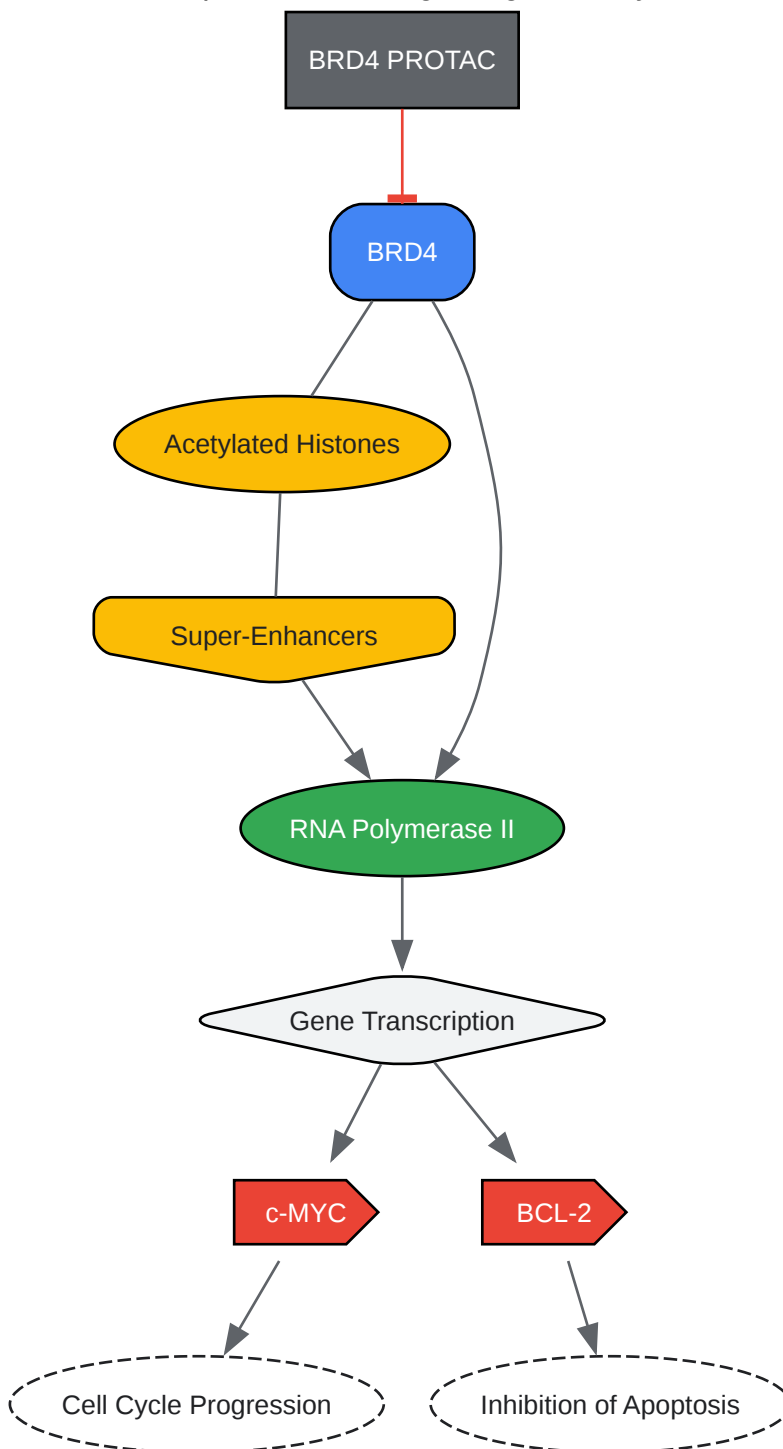 BRD4 PROTAC
BRD4
Acetylated Histones
Super-Enhancers
RNA Polymerase II
Gene Transcription
c-MYC
BCL-2
Cell Cycle Progression
Inhibition of Apoptosis